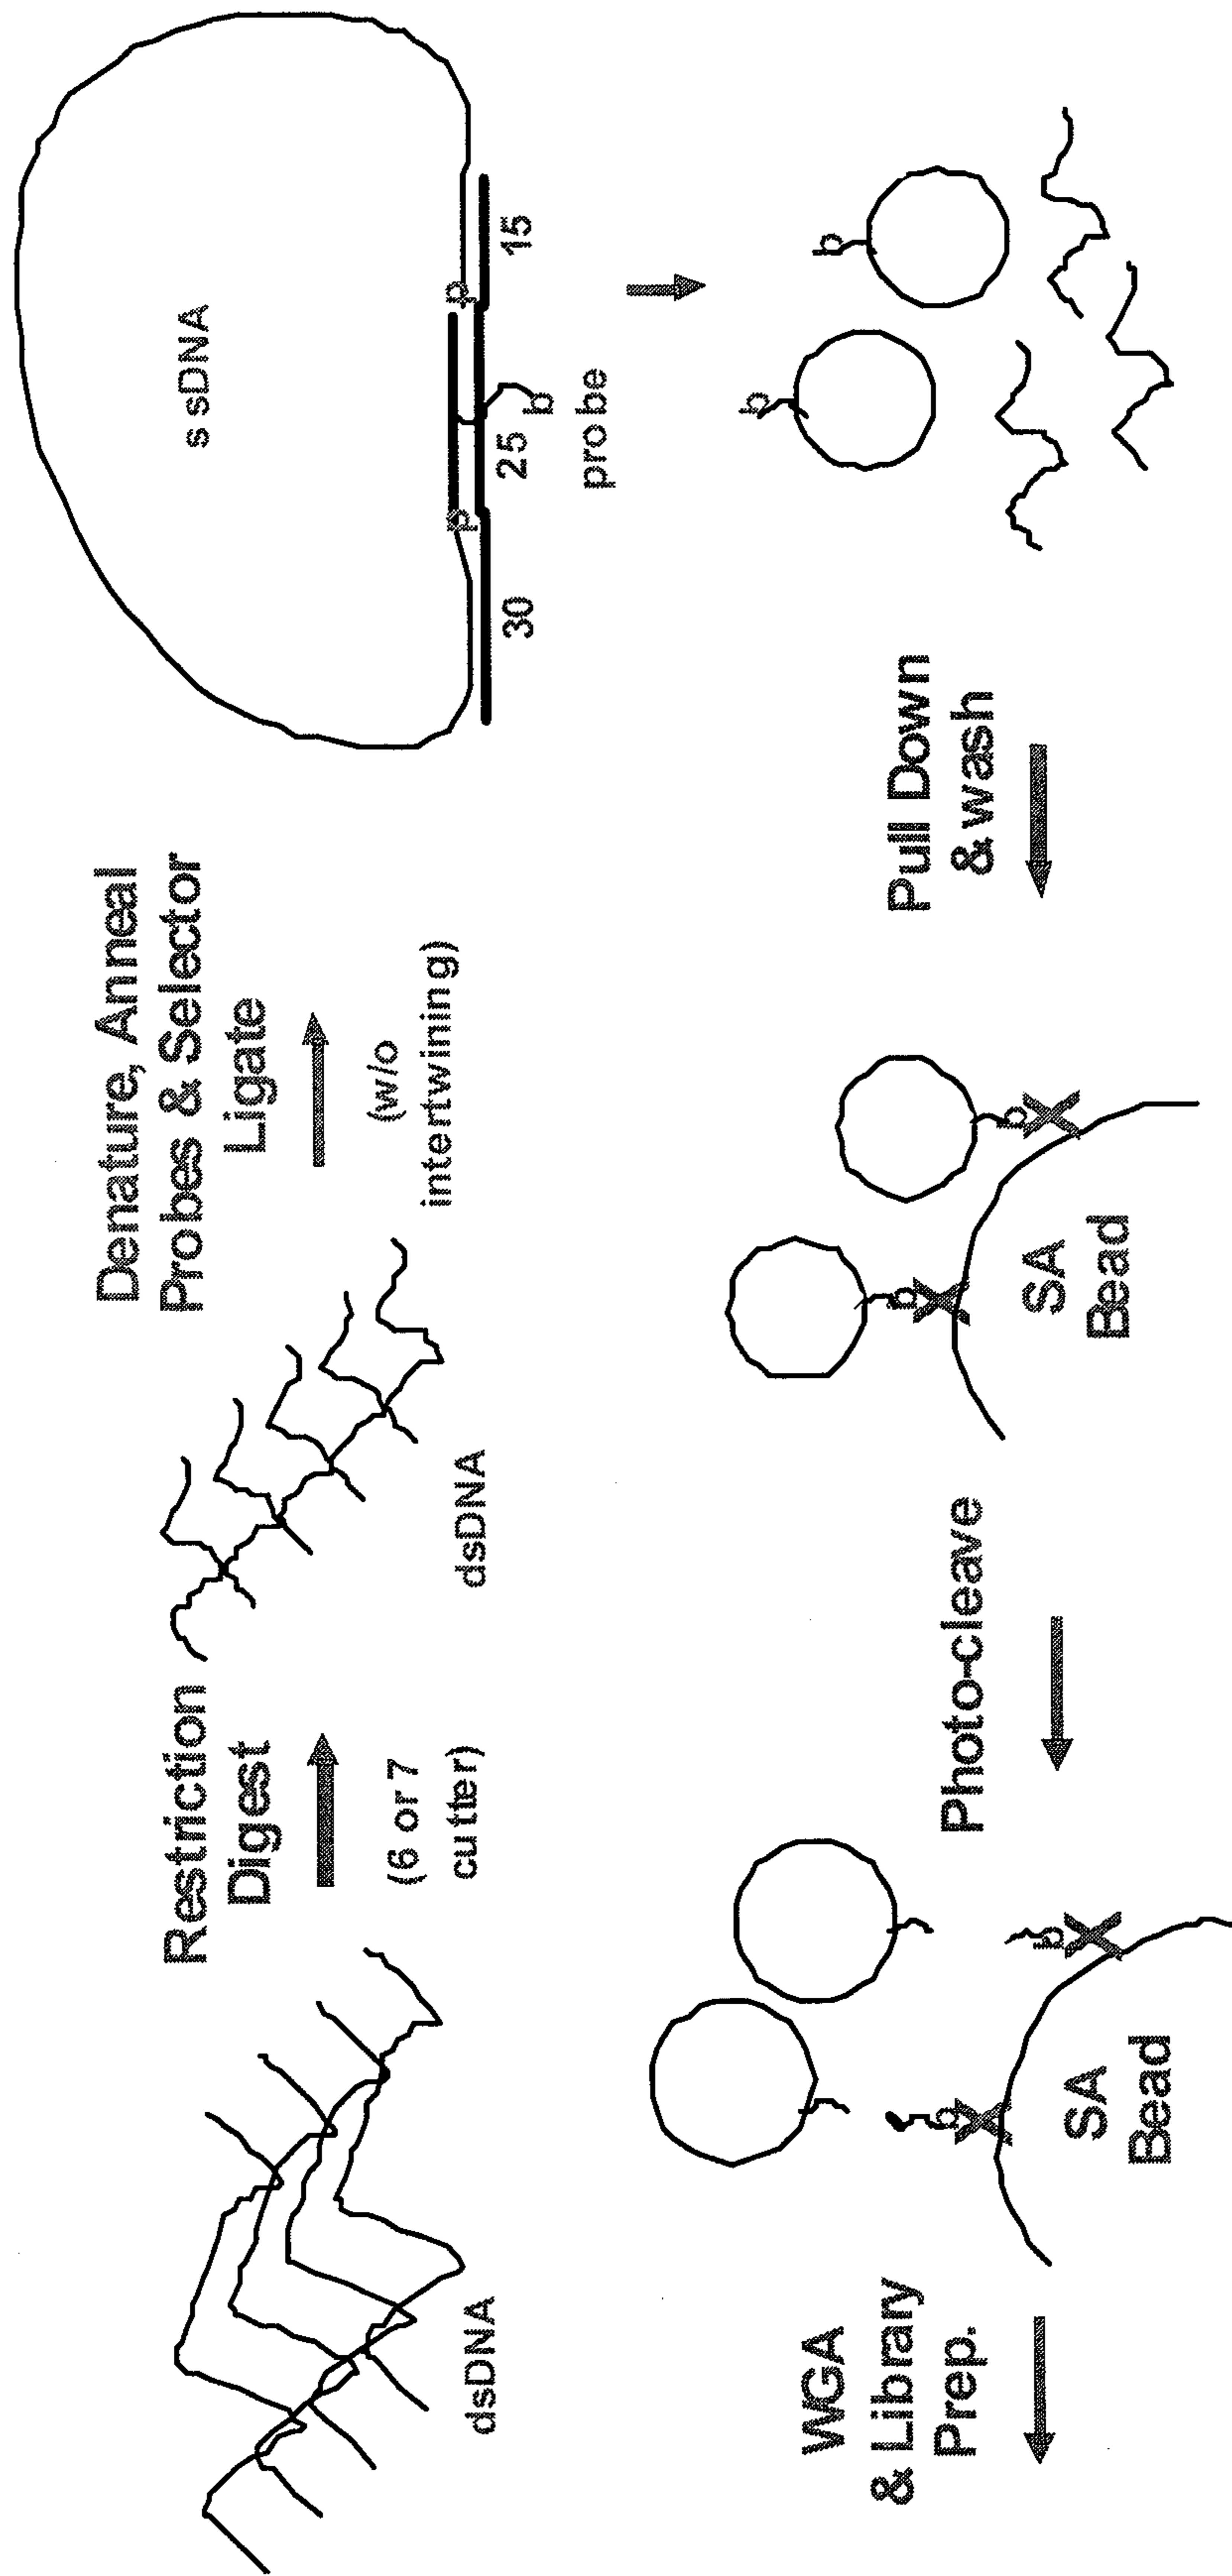 Restriction
Digest
(6 or 7
cutter)
dsDNA
Denature, Anneal
Probes & Selector
Ligate
(w/o
intertwining)
dsDNA
ssDNA
p
p
30
25
15
b
probe
b
b
Pull Down
& wash
b
b
X
X
SA
Bead
Photo-cleave
b
b
X
X
SA
Bead
WGA
& Library
Prep.